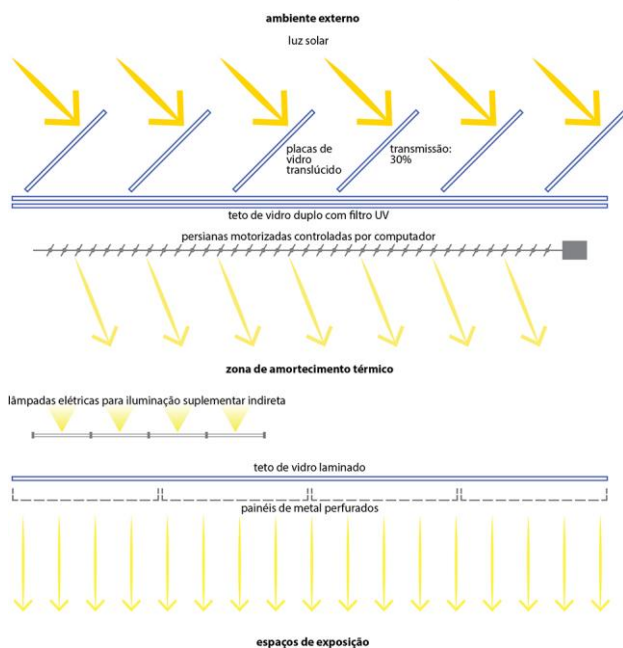 ambiente externo
luz solar
placas de
vidro
translúcido
transmissão:
30%
teto de vidro duplo com filtro UV
persianas motorizadas controladas por computador
zona de amortecimento térmico
lâmpadas elétricas para iluminação suplementar indireta
teto de vidro laminado
painéis de metal perfurados
espaços de exposição